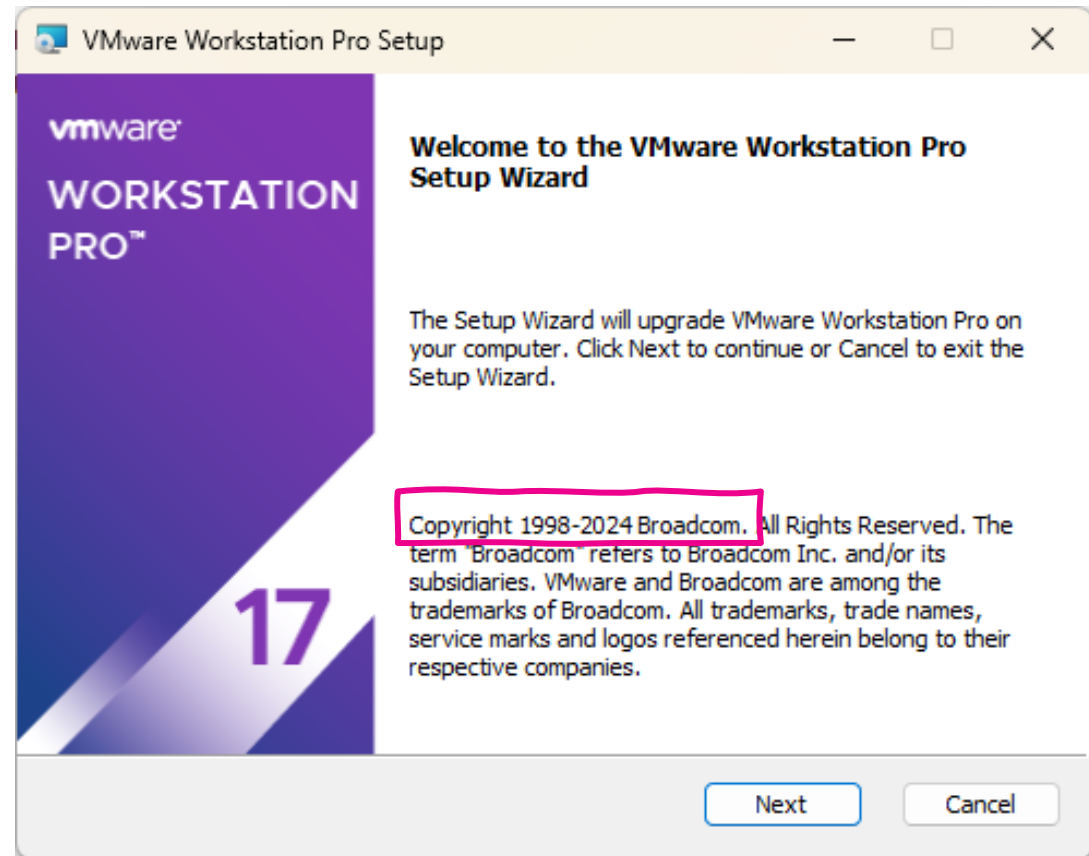 VMware Workstation Pro Setup
vmware
WORKSTATION
PRO™
17
Welcome to the VMware Workstation Pro
Setup Wizard
The Setup Wizard will upgrade VMware Workstation Pro on
your computer. Click Next to continue or Cancel to exit the
Setup Wizard.
Copyright 1998-2024 Broadcom. All Rights Reserved. The
term "Broadcom" refers to Broadcom Inc. and/or its
subsidiaries. VMware and Broadcom are among the
trademarks of Broadcom. All trademarks, trade names,
service marks and logos referenced herein belong to their
respective companies.
Next
Cancel